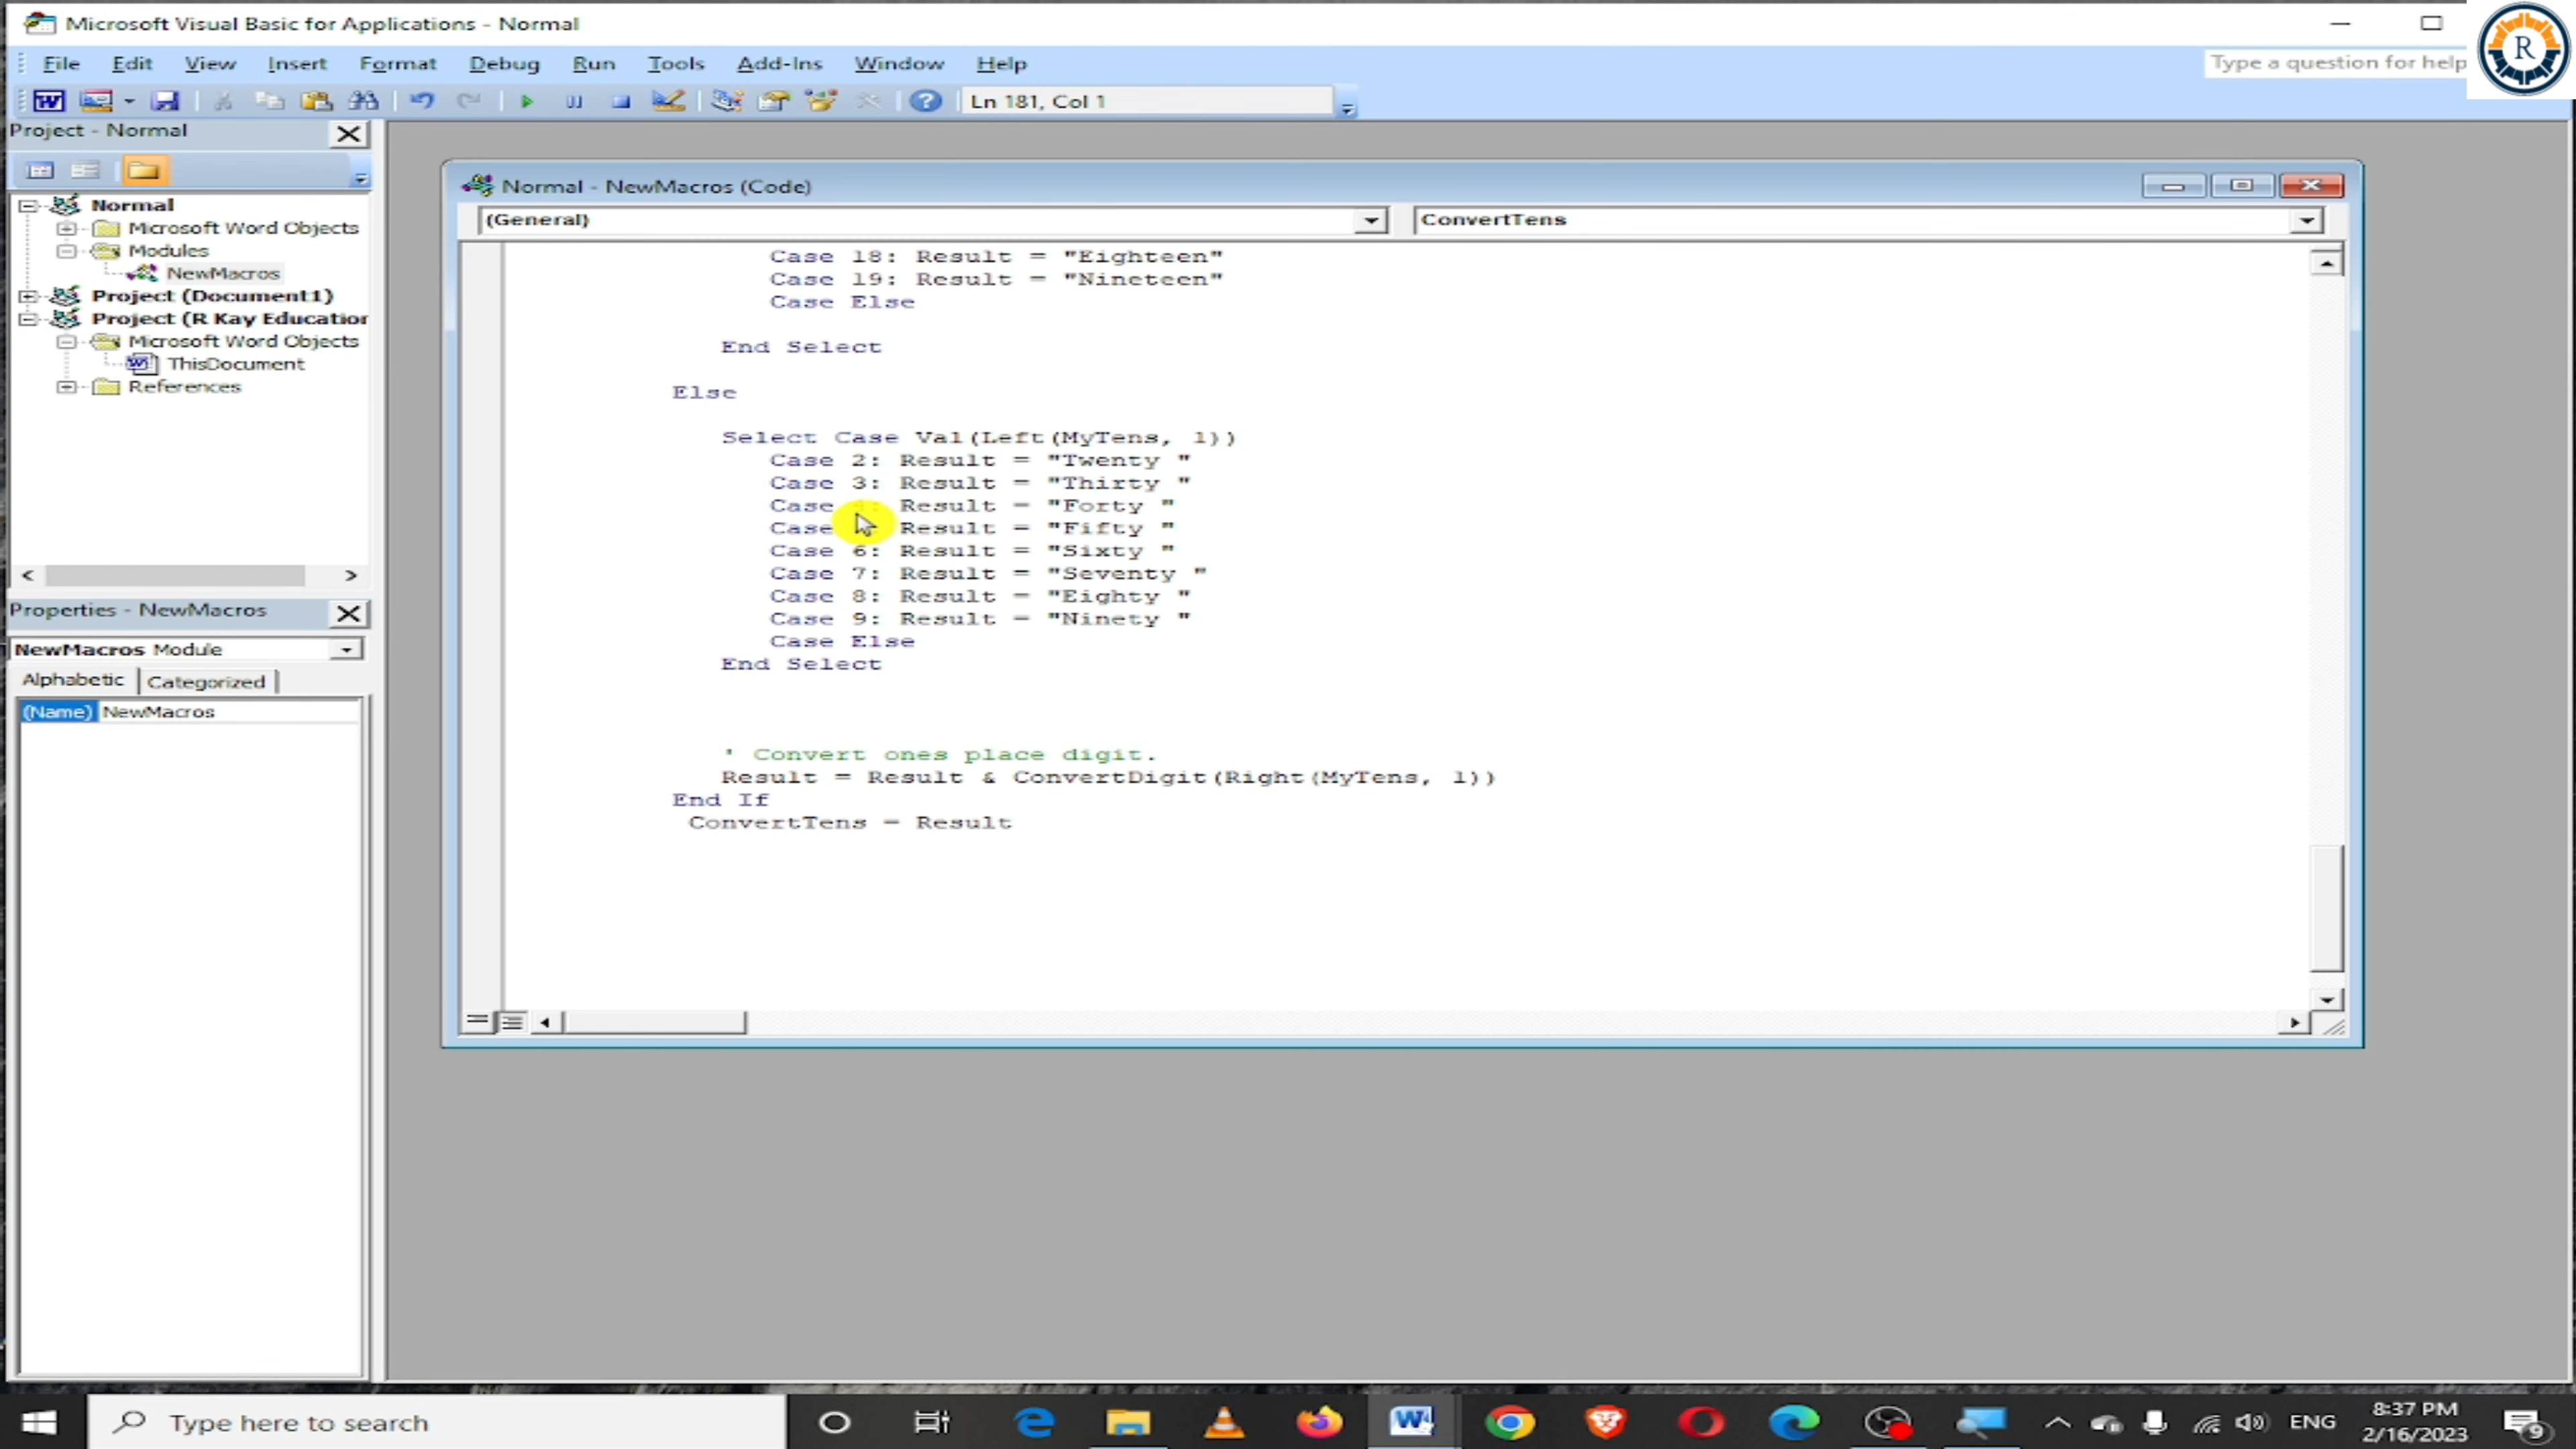 Microsoft Visual Basic for Applications - Normal
R
File Edit View Insert Format Debug Run Tools Add-Ins Window Help
Type a question for help
Ln 181, Col 1
Project - Normal
Normal
Microsoft Word Objects
Modules
NewMacros
Project (Document1)
Project (R Kay Education
Microsoft Word Objects
ThisDocument
References
Properties - NewMacros
NewMacros Module
Alphabetic Categorized
(Name) NewMacros
Normal - NewMacros (Code)
(General) ConvertTens
Case 18: Result = "Eighteen"
Case 19: Result = "Nineteen"
Case Else
End Select
Else
Select Case Val(Left(MyTens, 1))
Case 2: Result = "Twenty "
Case 3: Result = "Thirty "
Case 4: Result = "Forty "
Case Result = "Fifty "
Case 6: Result = "Sixty "
Case 7: Result = "Seventy "
Case 8: Result = "Eighty "
Case 9: Result = "Ninety "
Case Else
End Select
' Convert ones place digit.
Result = Result & ConvertDigit(Right(MyTens, 1))
End If
ConvertTens = Result
Type here to search
ENG
8:37 PM
2/16/2023
9